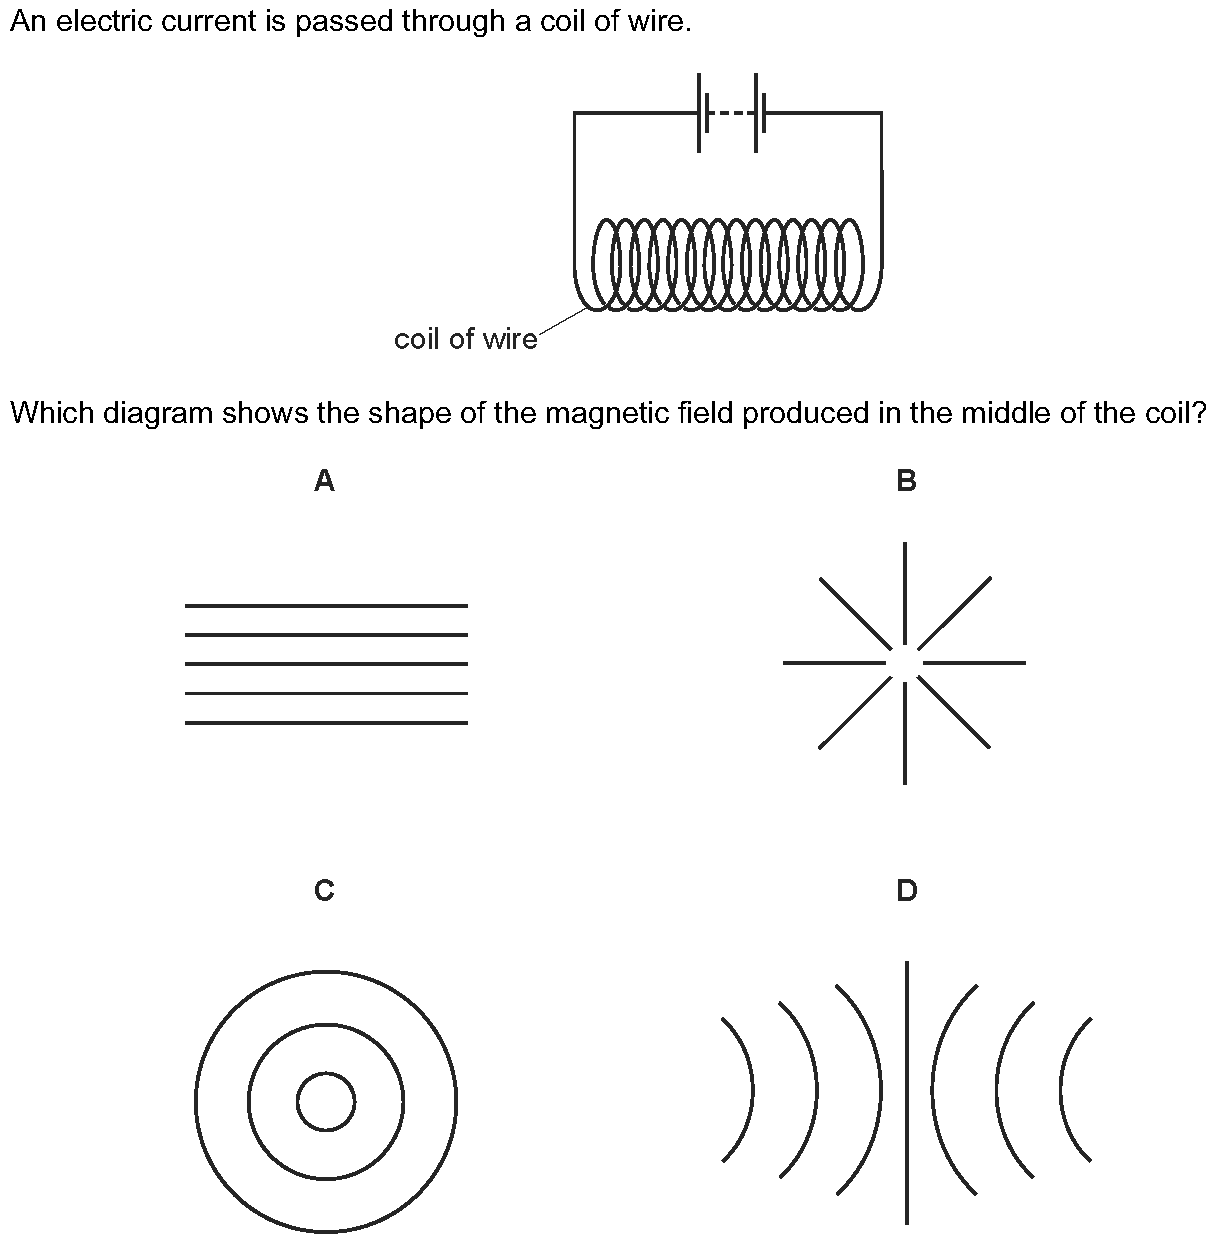 An electric current is passed through a coil of wire.
coil of wire
Which diagram shows the shape of the magnetic field produced in the middle of the coil?
A
B
C
D